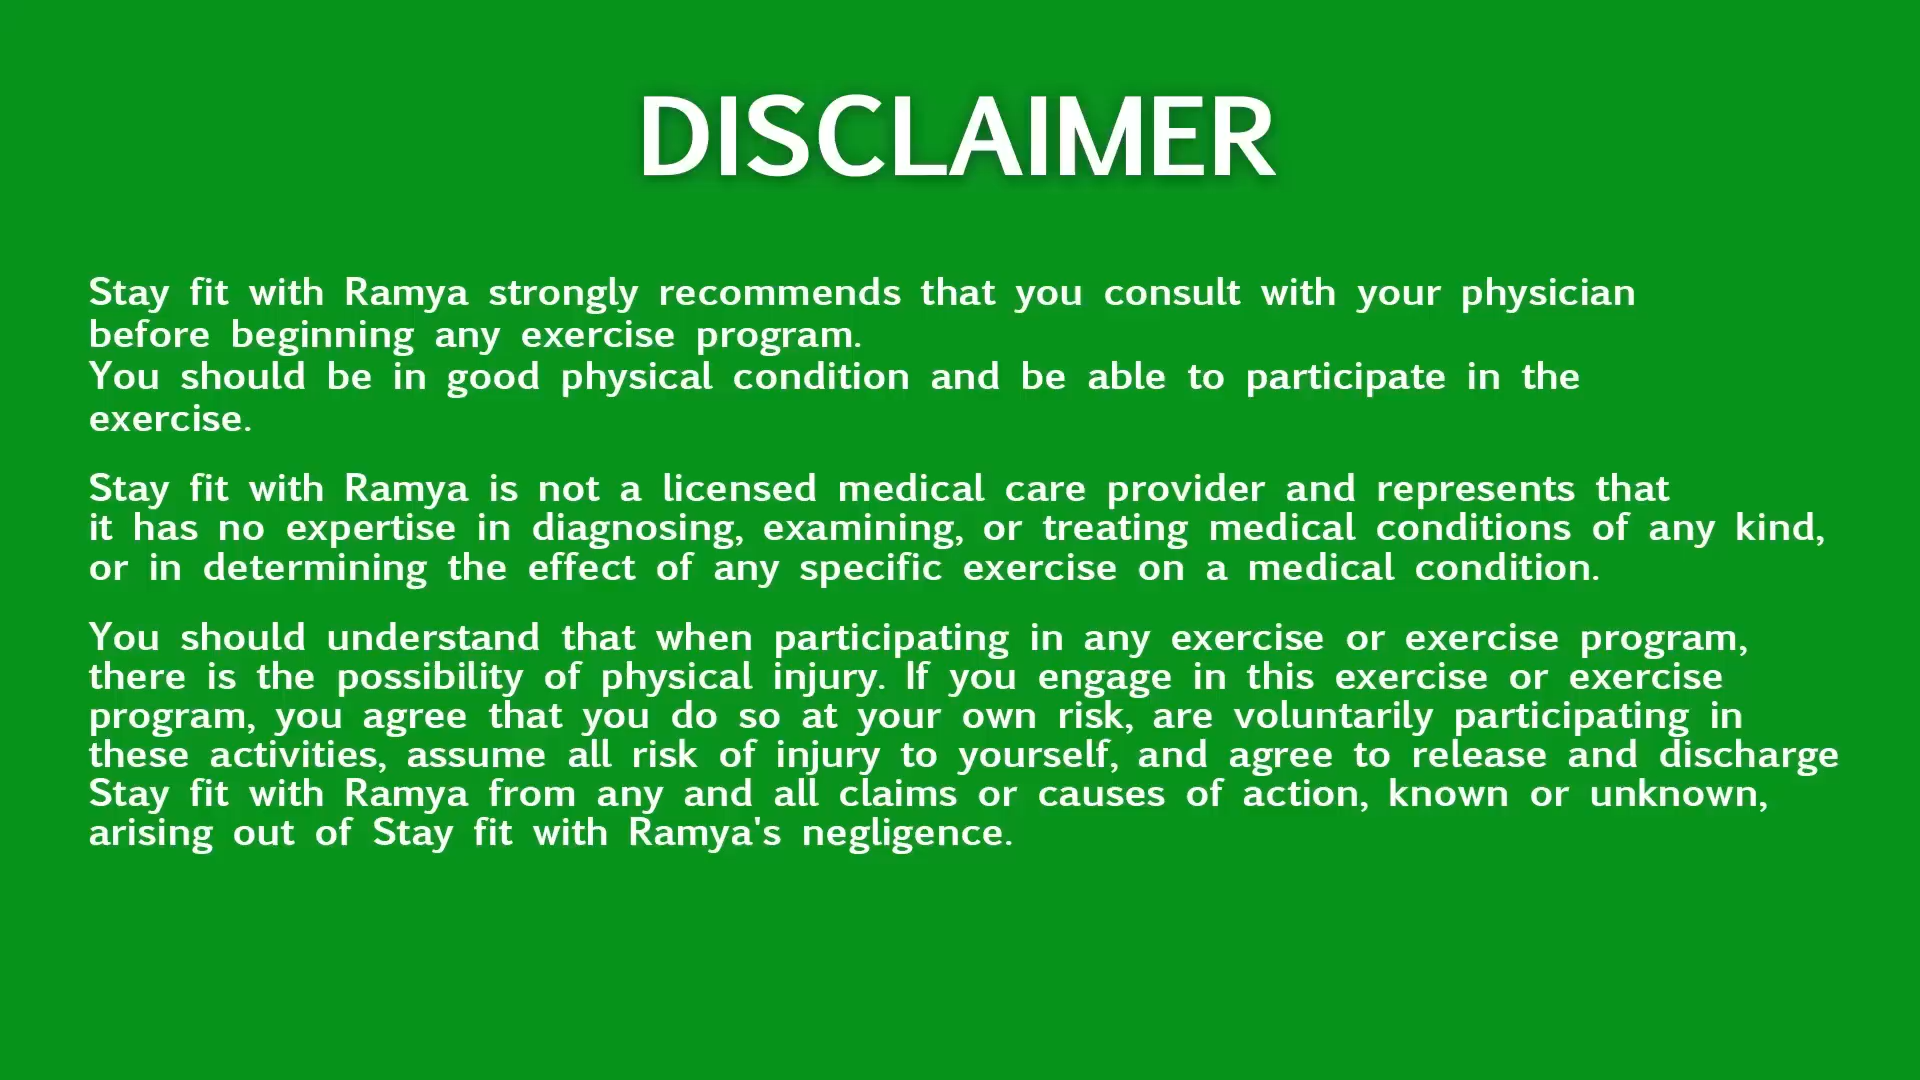 DISCLAIMER
Stay fit with Ramya strongly recommends that you consult with your physician
before beginning any exercise program.
You should be in good physical condition and be able to participate in the
exercise.
Stay fit with Ramya is not a licensed medical care provider and represents that
it has no expertise in diagnosing, examining, or treating medical conditions of any kind,
or in determining the effect of any specific exercise on a medical condition.
You should understand that when participating in any exercise or exercise program,
there is the possibility of physical injury. If you engage in this exercise or exercise
program, you agree that you do so at your own risk, are voluntarily participating in
these activities, assume all risk of injury to yourself, and agree to release and discharge
Stay fit with Ramya from any and all claims or causes of action, known or unknown,
arising out of Stay fit with Ramya's negligence.